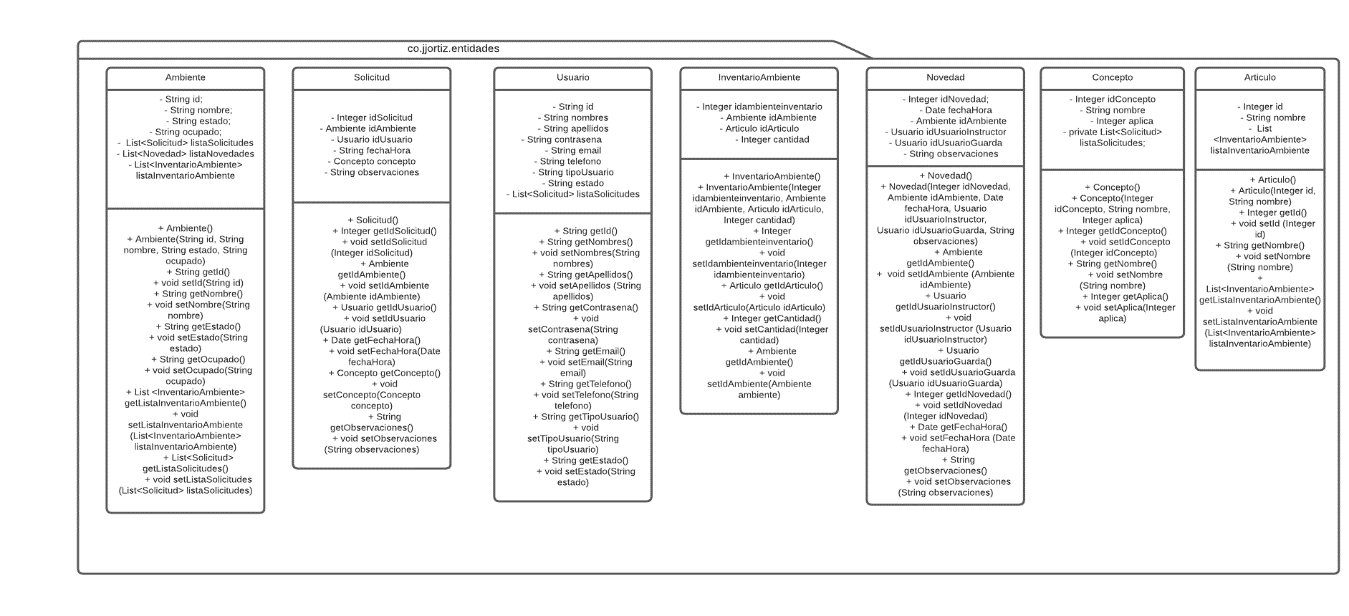 co.jjortiz.entidades
Ambiente
- String id;
- String nombre;
- String estado;
- String ocupado;
- List<Solicitud> listaSolicitudes
- List<Novedad> listaNovedades
- List<InventarioAmbiente>
listaInventarioAmbiente
+ Ambiente()
+ Ambiente(String id, String
nombre, String estado, String
ocupado)
+ String getId()
+ void setId(String id)
+ String getNombre()
+ void setNombre(String
nombre)
+ String getEstado()
+ void setEstado(String
estado)
+ String getOcupado()
+ void setOcupado(String
ocupado)
+ List <InventarioAmbiente>
getListaInventarioAmbiente()
+ void
setListaInventarioAmbiente
(List<InventarioAmbiente>
listaInventarioAmbiente)
+ List<Solicitud>
getListaSolicitudes()
+ void setListaSolicitudes
(List<Solicitud> listaSolicitudes)
Solicitud
- Integer idSolicitud
- Ambiente idAmbiente
- Usuario idUsuario
- String fechaHora
- Concepto concepto
- String observaciones
+ Solicitud()
+ Integer getIdSolicitud()
+ void setIdSolicitud
(Integer idSolicitud)
+ Ambiente
getIdAmbiente()
+ void setIdAmbiente
(Ambiente idAmbiente)
+ Usuario getIdUsuario()
+ void setIdUsuario
(Usuario idUsuario)
+ Date getFechaHora()
+ void setFechaHora(Date
fechaHora)
+ Concepto getConcepto()
+ void
setConcepto(Concepto
concepto)
+ String
getObservaciones()
+ void setObservaciones
(String observaciones)
Usuario
- String id
- String nombres
- String apellidos
- String contrasena
- String email
- String telefono
- String tipoUsuario
- String estado
- List<Solicitud> listaSolicitudes
+ String getId()
+ String getNombres()
+ void setNombres(String
nombres)
+ String getApellidos()
+ void setApellidos (String
apellidos)
+ String getContrasena()
+ void
setContrasena(String
contrasena)
+ String getEmail()
+ void setEmail(String
email)
+ String getTelefono()
+ void setTelefono(String
telefono)
+ String getTipoUsuario()
+ void
setTipoUsuario(String
tipoUsuario)
+ String getEstado()
+ void setEstado(String
estado)
InventarioAmbiente
- Integer idambienteinventario
- Ambiente idAmbiente
- Articulo idArticulo
- Integer cantidad
+ InventarioAmbiente()
+ InventarioAmbiente(Integer
idambienteinventario, Ambiente
idAmbiente, Articulo idArticulo,
Integer cantidad)
+ Integer
getIdambienteinventario()
+ void
setIdambienteinventario(Integer
idambienteinventario)
+ Articulo getIdArticulo()
+ void
setIdArticulo(Articulo idArticulo)
+ Integer getCantidad()
+ void setCantidad(Integer
cantidad)
+ Ambiente
getIdAmbiente()
+ void
setIdAmbiente(Ambiente
ambiente)
Novedad
- Integer idNovedad;
- Date fechaHora
- Ambiente idAmbiente
- Usuario idUsuarioInstructor
- Usuario idUsuarioGuarda
- String observaciones
+ Novedad()
+ Novedad(Integer idNovedad,
Ambiente idAmbiente, Date
fechaHora, Usuario
idUsuarioInstructor,
Usuario idUsuarioGuarda, String
observaciones)
+ Ambiente
getIdAmbiente()
+ void setIdAmbiente (Ambiente
idAmbiente)
+ Usuario
getIdUsuarioInstructor()
+ void
setIdUsuarioInstructor (Usuario
idUsuarioInstructor)
+ Usuario
getIdUsuarioGuarda()
+ void setIdUsuarioGuarda
(Usuario idUsuarioGuarda)
+ Integer getIdNovedad()
+ void setIdNovedad
(Integer idNovedad)
+ Date getFechaHora()
+ void setFechaHora (Date
fechaHora)
+ String
getObservaciones()
+ void setObservaciones
(String observaciones)
Concepto
- Integer idConcepto
- String nombre
- Integer aplica
- private List<Solicitud>
listaSolicitudes;
+ Concepto()
+ Concepto(Integer
idConcepto, String nombre,
Integer aplica)
+ Integer getIdConcepto()
+ void setIdConcepto
(Integer idConcepto)
+ String getNombre()
+ void setNombre
(String nombre)
+ Integer getAplica()
+ void setAplica(Integer
aplica)
Articulo
- Integer id
- String nombre
- List
<InventarioAmbiente>
listaInventarioAmbiente
+ Articulo()
+ Articulo(Integer id,
String nombre)
+ Integer getId()
+ void setId (Integer
id)
+ String getNombre()
+ void setNombre
(String nombre)
+
List<InventarioAmbiente>
getListaInventarioAmbiente()
+ void
setListaInventarioAmbiente
(List<InventarioAmbiente>
listaInventarioAmbiente)